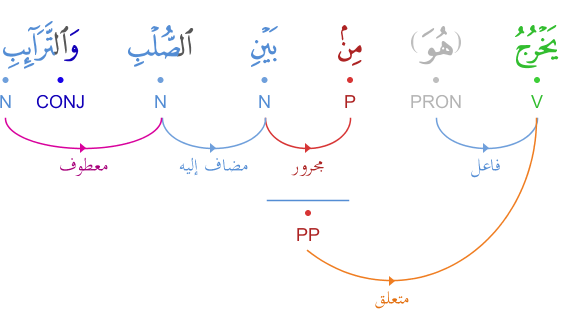 يَخْرُجُ (هُوَ) مِنۢ بَيْنِ ٱلصُّلْبِ وَٱلتَّرَآئِبِ
V PRON P N N CONJ N
فاعل مجرور مضاف إليه معطوف
PP
متعلق